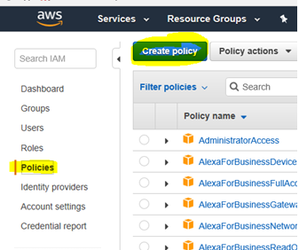 aws
Services
Resource Groups
Search IAM
Create policy
Policy actions
Dashboard
Groups
Users
Roles
Policies
Identity providers
Account settings
Credential report
Filter policies
Search
Policy name
AdministratorAccess
AlexaForBusinessDevice
AlexaForBusinessFullAcc
AlexaForBusinessGatewa
AlexaForBusinessNetwor
AlexaForBusinessReadO